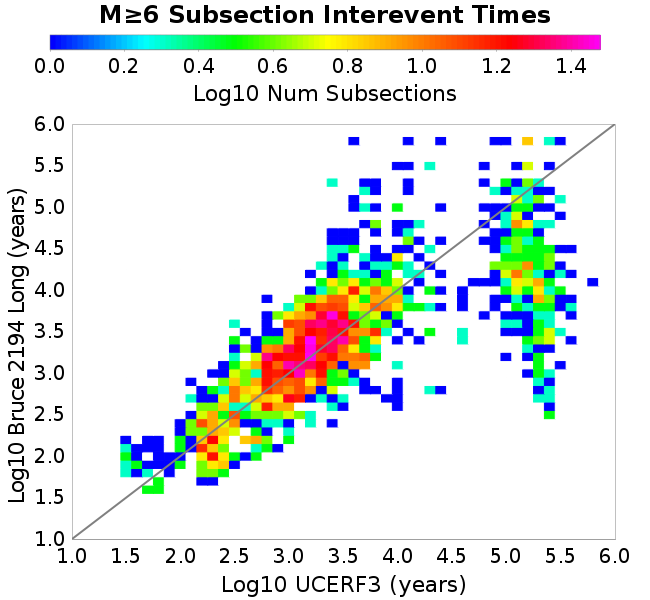 M≥6 Subsection Interevent Times
0.0 0.2 0.4 0.6 0.8 1.0 1.2 1.4
Log10 Num Subsections
Log10 Bruce 2194 Long (years)
6.0
5.5
5.0
4.5
4.0
3.5
3.0
2.5
2.0
1.5
1.0
1.0 1.5 2.0 2.5 3.0 3.5 4.0 4.5 5.0 5.5 6.0
Log10 UCERF3 (years)